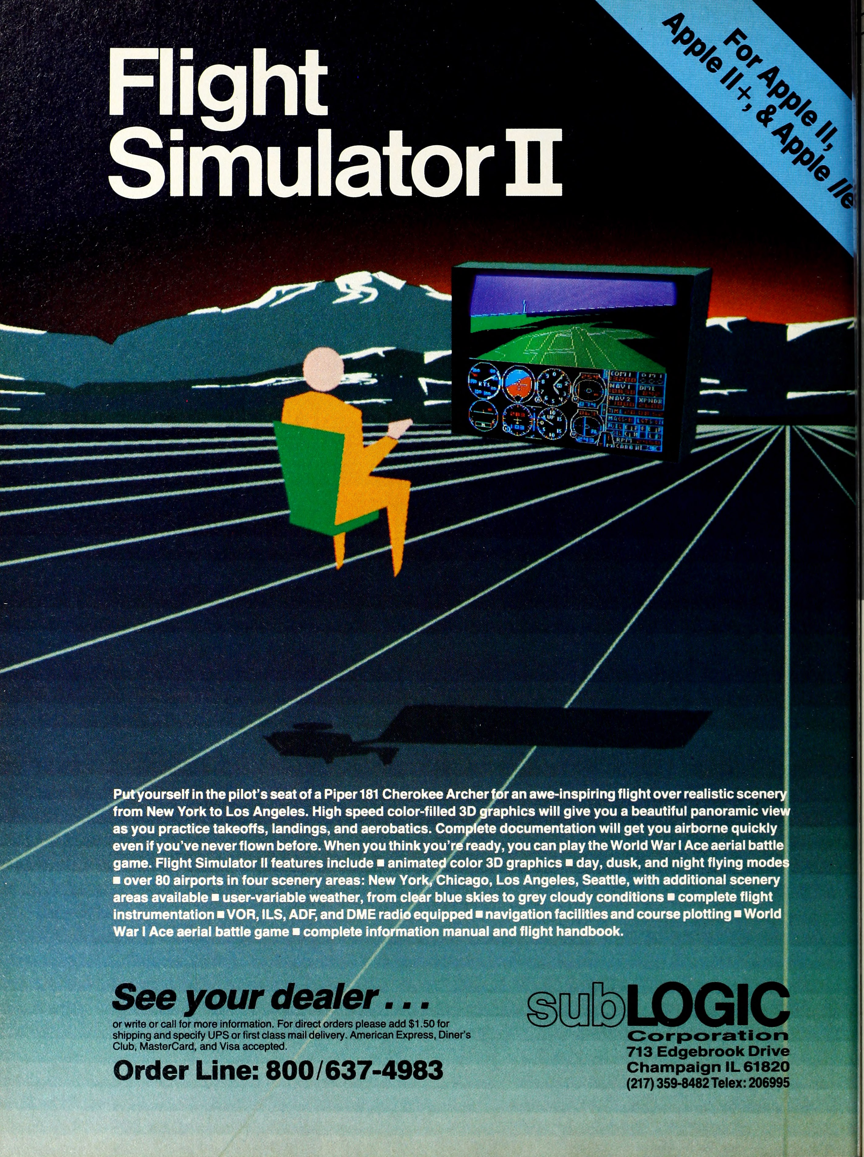 Flight
Simulator II
For Apple II,
Apple II+, & Apple IIe
COM 1
NAV 1
NAV 2
DME
Put yourself in the pilot's seat of a Piper 181 Cherokee Archer for an awe-inspiring flight over realistic scenery
from New York to Los Angeles. High speed color-filled 3D graphics will give you a beautiful panoramic view
as you practice takeoffs, landings, and aerobatics. Complete documentation will get you airborne quickly
even if you've never flown before. When you think you're ready, you can play the World War I Ace aerial battle
game. Flight Simulator II features include ■ animated color 3D graphics ■ day, dusk, and night flying modes
■ over 80 airports in four scenery areas: New York, Chicago, Los Angeles, Seattle, with additional scenery
areas available ■ user-variable weather, from clear blue skies to grey cloudy conditions ■ complete flight
instrumentation ■ VOR, ILS, ADF, and DME radio equipped ■ navigation facilities and course plotting ■ World
War I Ace aerial battle game ■ complete information manual and flight handbook.
See your dealer . . .
or write or call for more information. For direct orders please add $1.50 for
shipping and specify UPS or first class mail delivery. American Express, Diner's
Club, MasterCard, and Visa accepted.
Order Line: 800/637-4983
subLOGIC
Corporation
713 Edgebrook Drive
Champaign IL 61820
(217) 359-8482 Telex: 206995